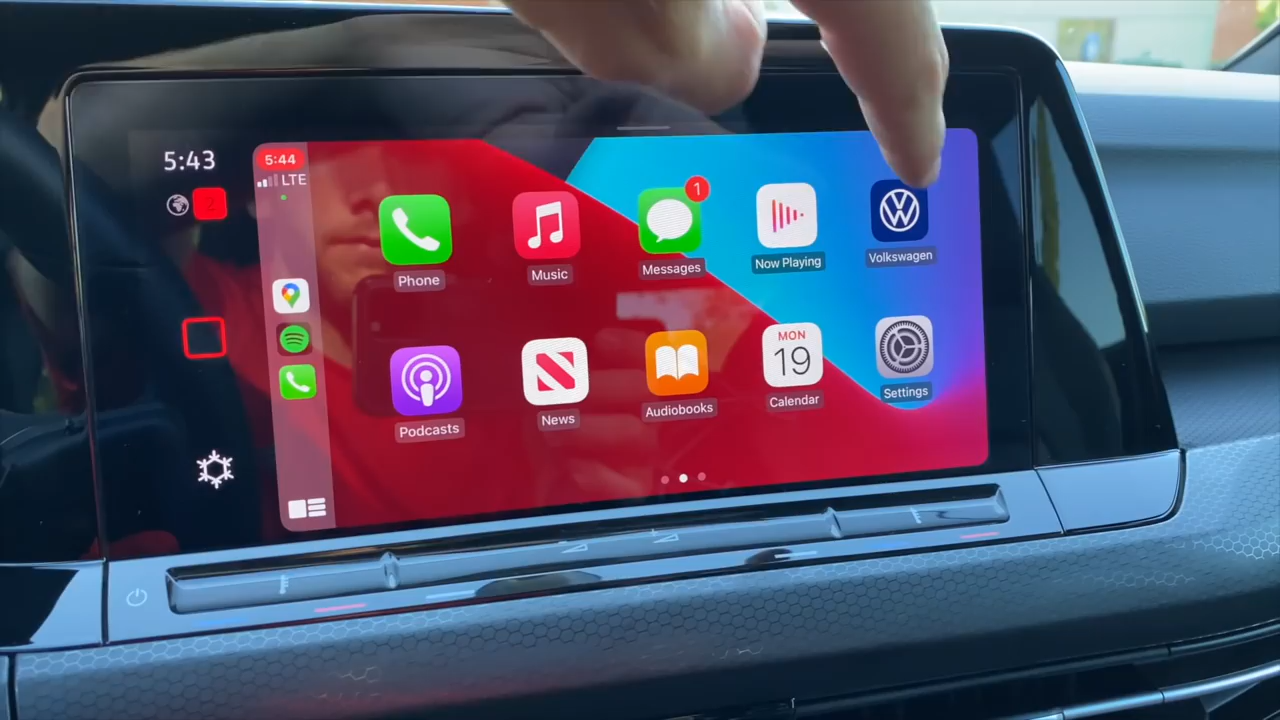 5:43
5:44
LTE
2
1
Phone
Music
Messages
Now Playing
Volkswagen
MON
19
Podcasts
News
Audiobooks
Calendar
Settings